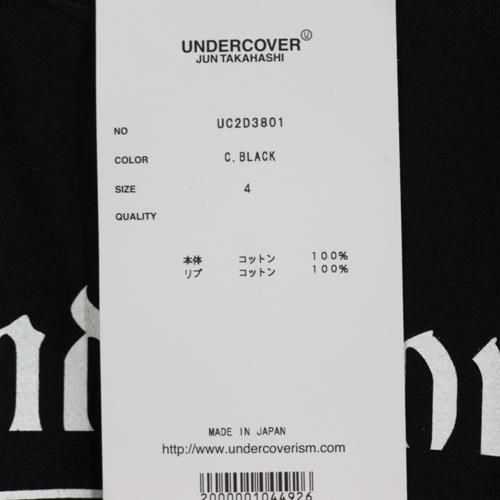 UNDERCOVER Ⓤ
JUN TAKAHASHI
NO UC2D3801
COLOR C.BLACK
SIZE 4
QUALITY
本体 コットン 100%
リブ コットン 100%
MADE IN JAPAN
http://www.undercoverism.com
2000001044926